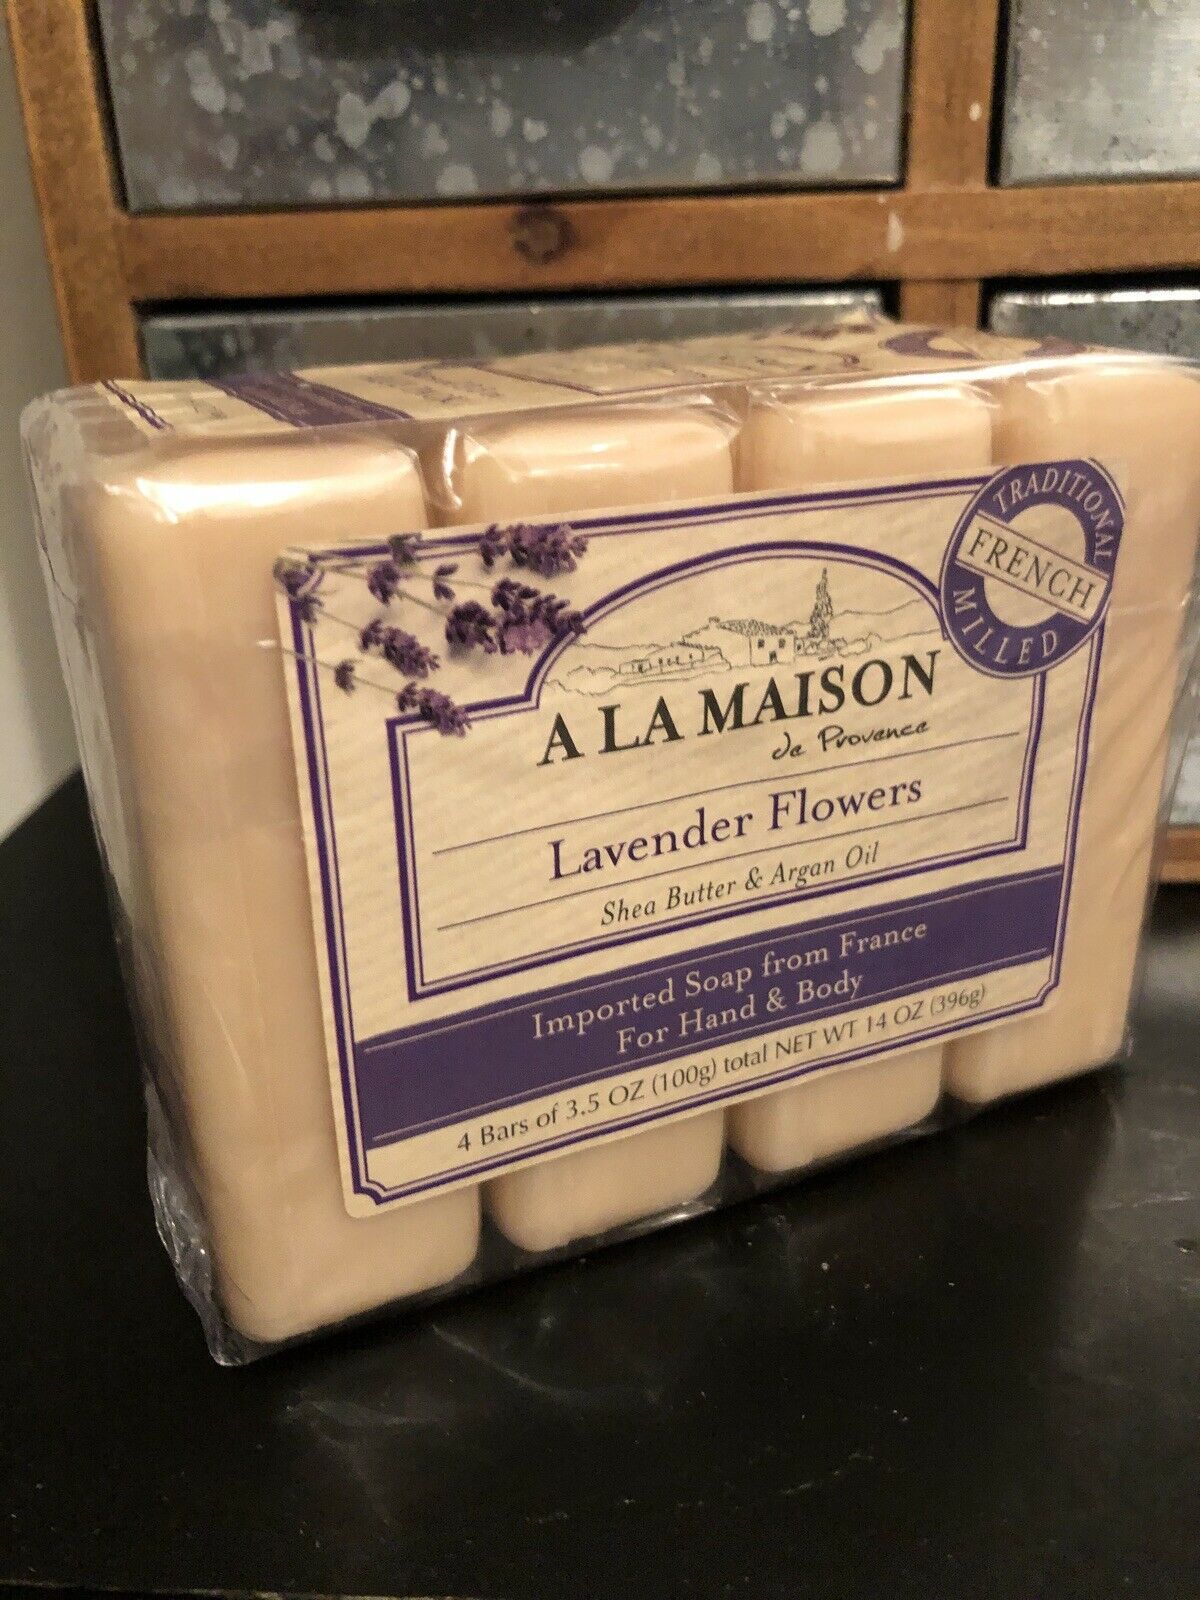 TRADITIONAL
FRENCH
MILLED
A LA MAISON
de Provence
Lavender Flowers
Shea Butter & Argan Oil
Imported Soap from France
For Hand & Body
4 Bars of 3.5 OZ (100g) total NET WT 14 OZ (396g)